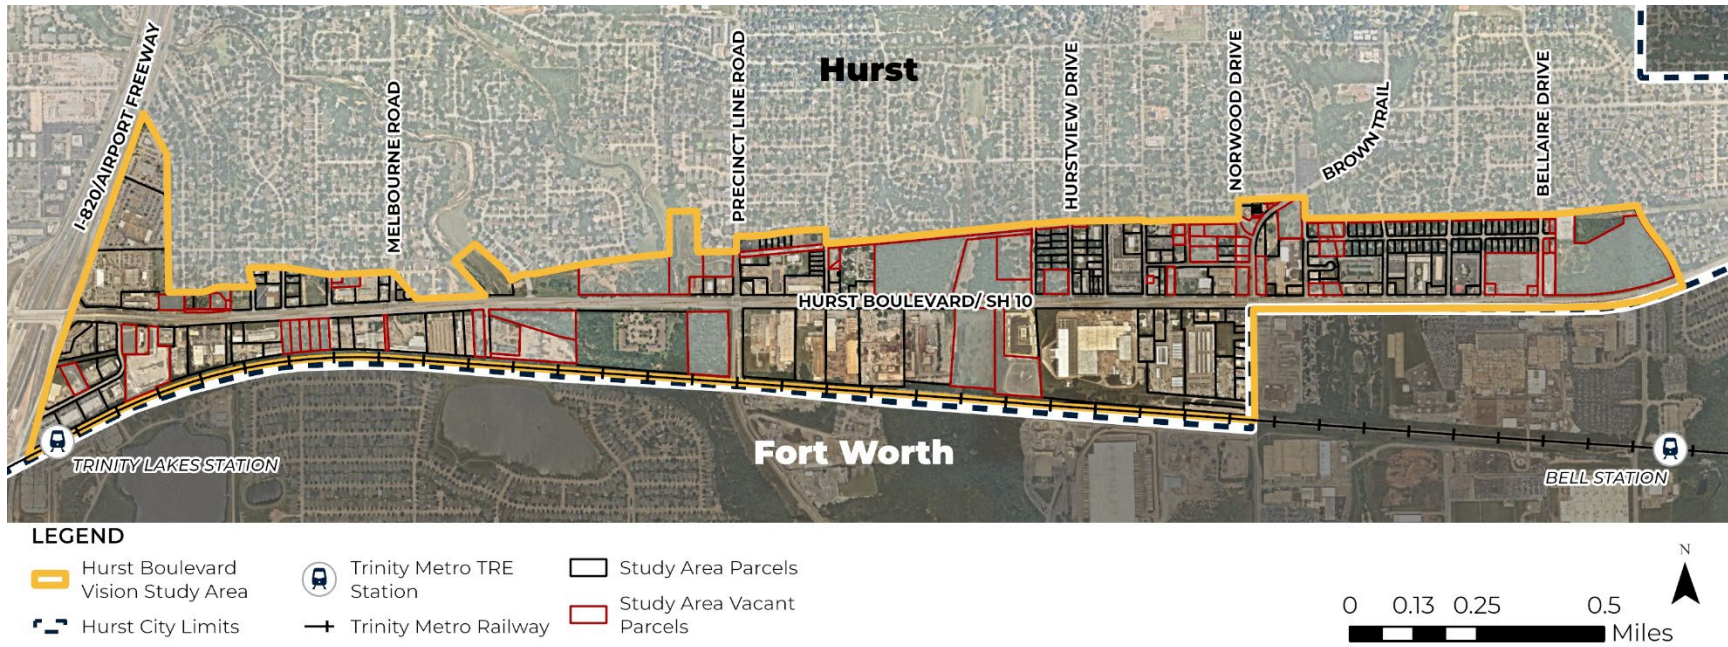 Hurst
I-820/AIRPORT FREEWAY
MELBOURNE ROAD
PRECINCT LINE ROAD
HURSTVIEW DRIVE
NORWOOD DRIVE
BROWN TRAIL
BELLAIRE DRIVE
HURST BOULEVARD/ SH 10
TRINITY LAKES STATION
Fort Worth
BELL STATION
LEGEND
Hurst Boulevard
Vision Study Area
Hurst City Limits
Trinity Metro TRE
Station
Trinity Metro Railway
Study Area Parcels
Study Area Vacant
Parcels
N
0 0.13 0.25 0.5
Miles